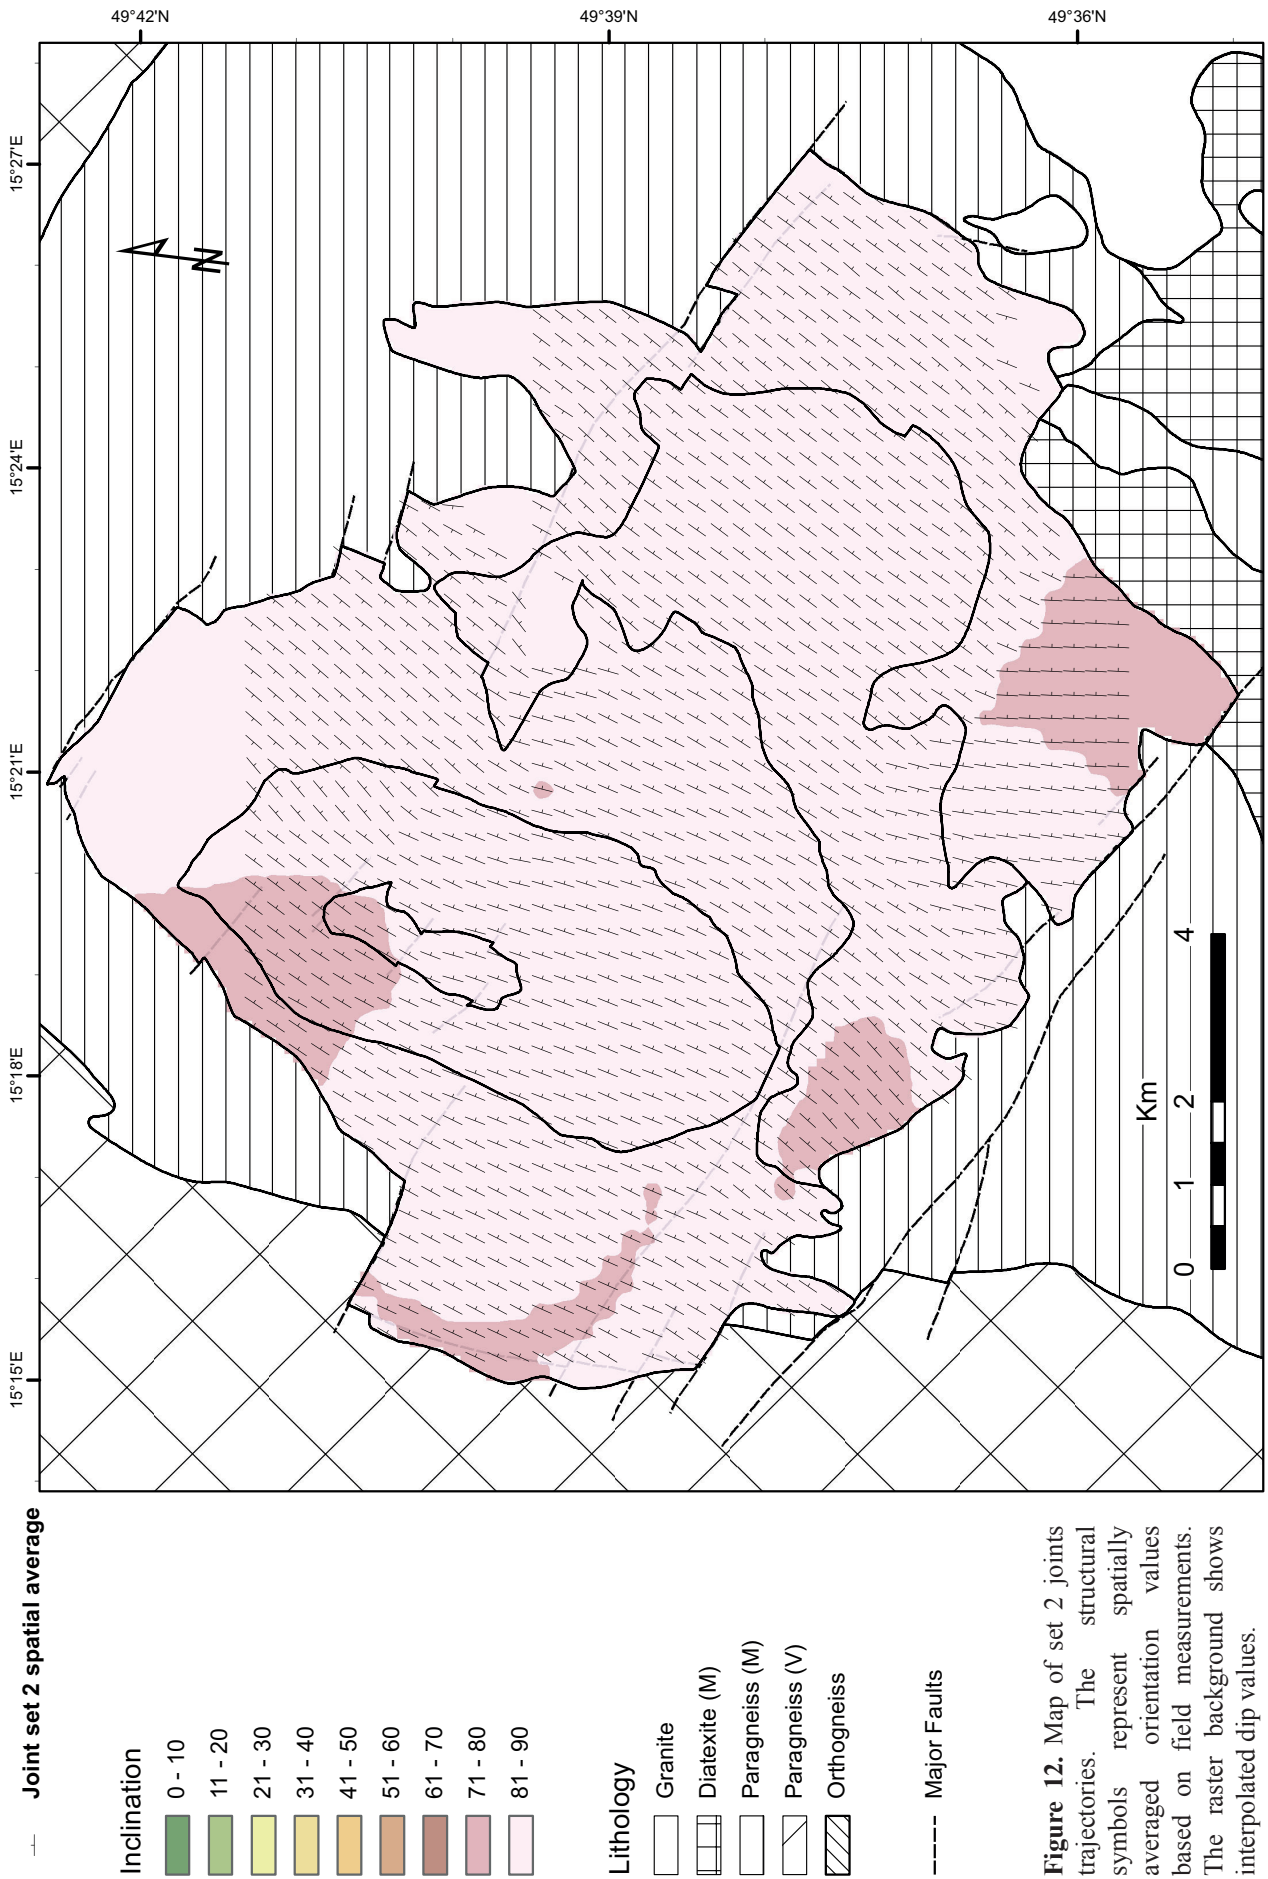 49°42'N
49°39'N
49°36'N
15°27'E
15°24'E
15°21'E
15°18'E
15°15'E
N
Km
0 1 2 4
Joint set 2 spatial average
Inclination
0 - 10
11 - 20
21 - 30
31 - 40
41 - 50
51 - 60
61 - 70
71 - 80
81 - 90
Lithology
Granite
Diatexite (M)
Paragneiss (M)
Paragneiss (V)
Orthogneiss
Major Faults
Figure 12. Map of set 2 joints
trajectories. The structural
symbols represent spatially
averaged orientation values
based on field measurements.
The raster background shows
interpolated dip values.